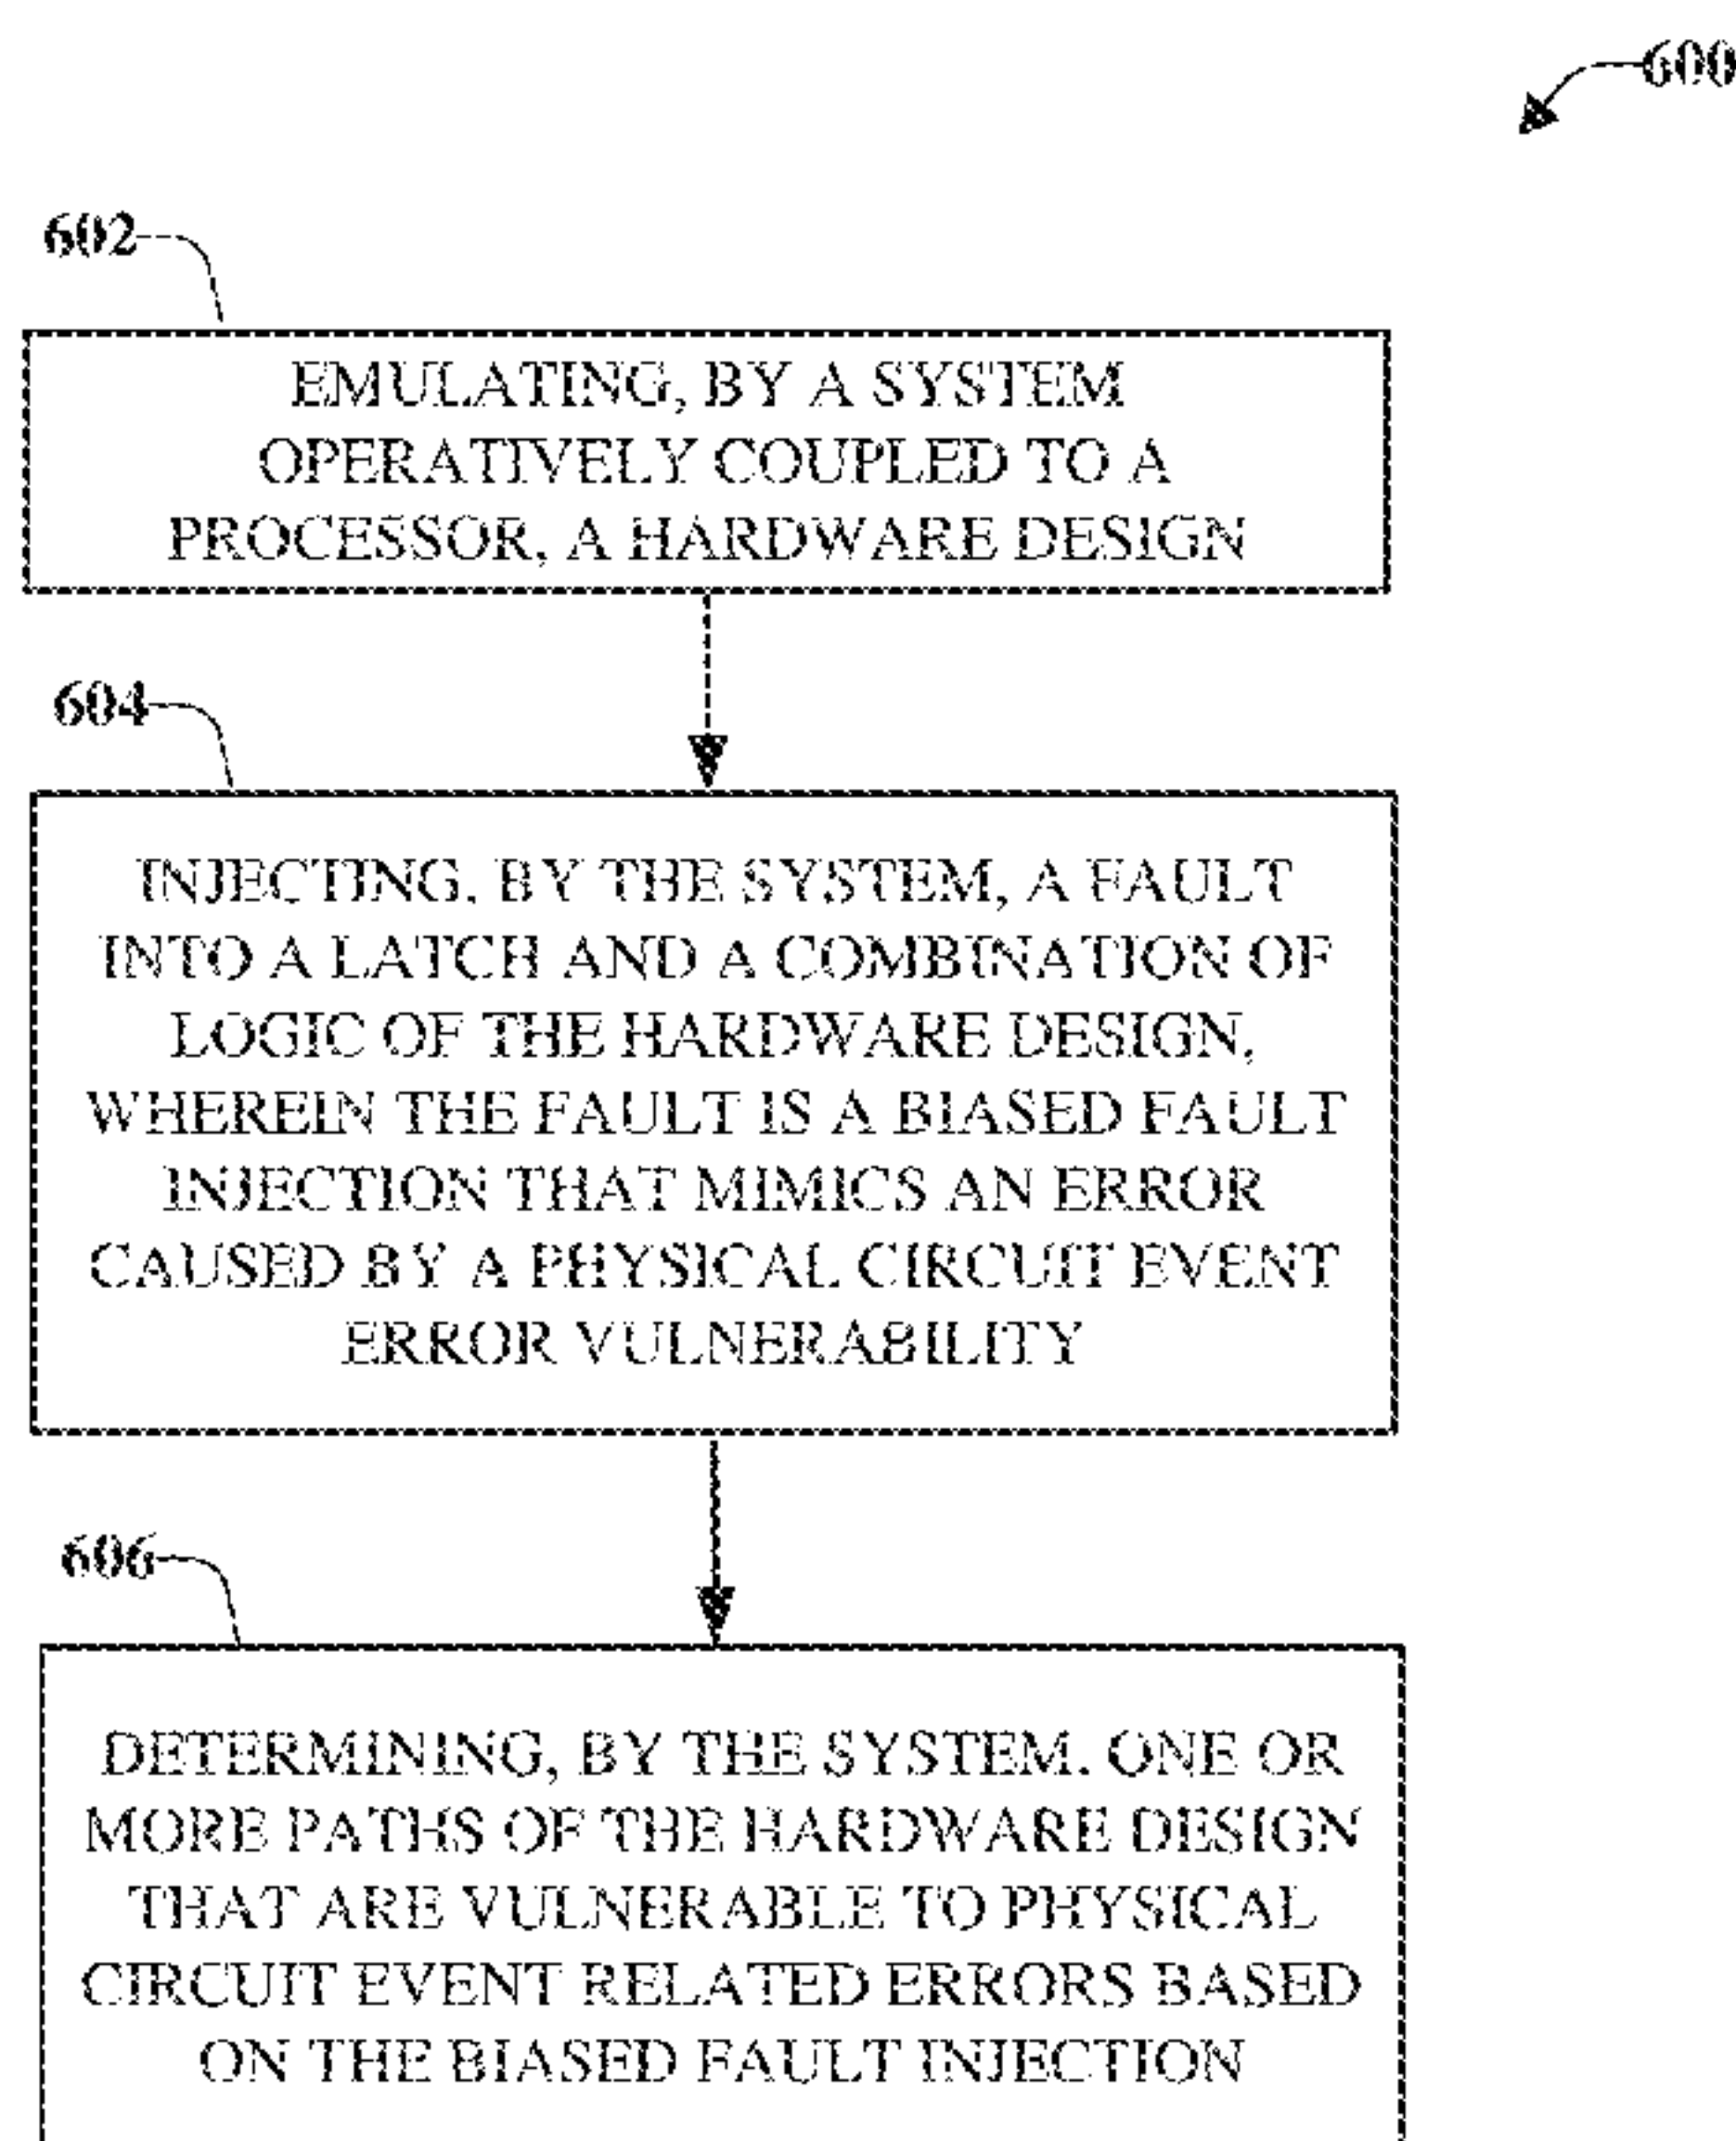 600
602
EMULATING, BY A SYSTEM
OPERATIVELY COUPLED TO A
PROCESSOR, A HARDWARE DESIGN
604
INJECTING, BY THE SYSTEM, A FAULT
INTO A LATCH AND A COMBINATION OF
LOGIC OF THE HARDWARE DESIGN,
WHEREIN THE FAULT IS A BIASED FAULT
INJECTION THAT MIMICS AN ERROR
CAUSED BY A PHYSICAL CIRCUIT EVENT
ERROR VULNERABILITY
606
DETERMINING, BY THE SYSTEM, ONE OR
MORE PATHS OF THE HARDWARE DESIGN
THAT ARE VULNERABLE TO PHYSICAL
CIRCUIT EVENT RELATED ERRORS BASED
ON THE BIASED FAULT INJECTION